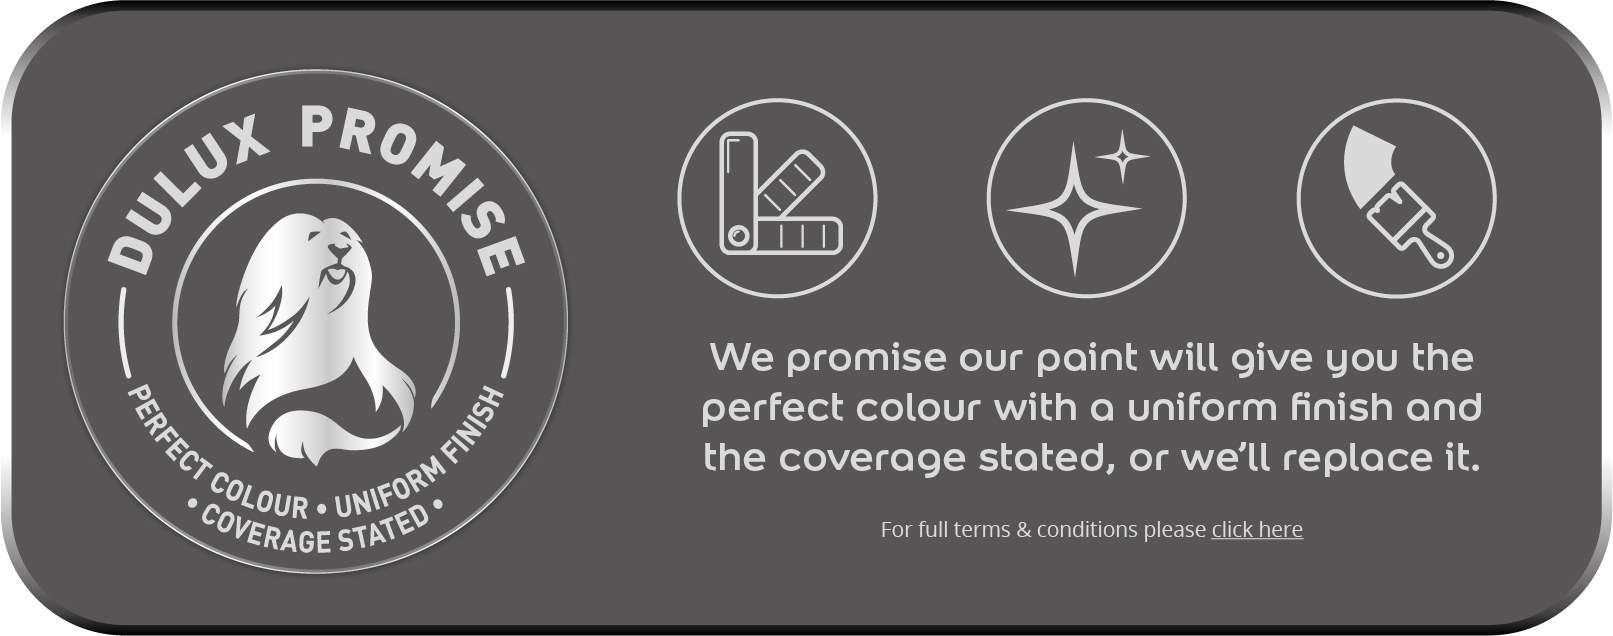 DULUX PROMISE
PERFECT COLOUR • UNIFORM FINISH
• COVERAGE STATED •
We promise our paint will give you the
perfect colour with a uniform finish and
the coverage stated, or we’ll replace it.
For full terms & conditions please click here